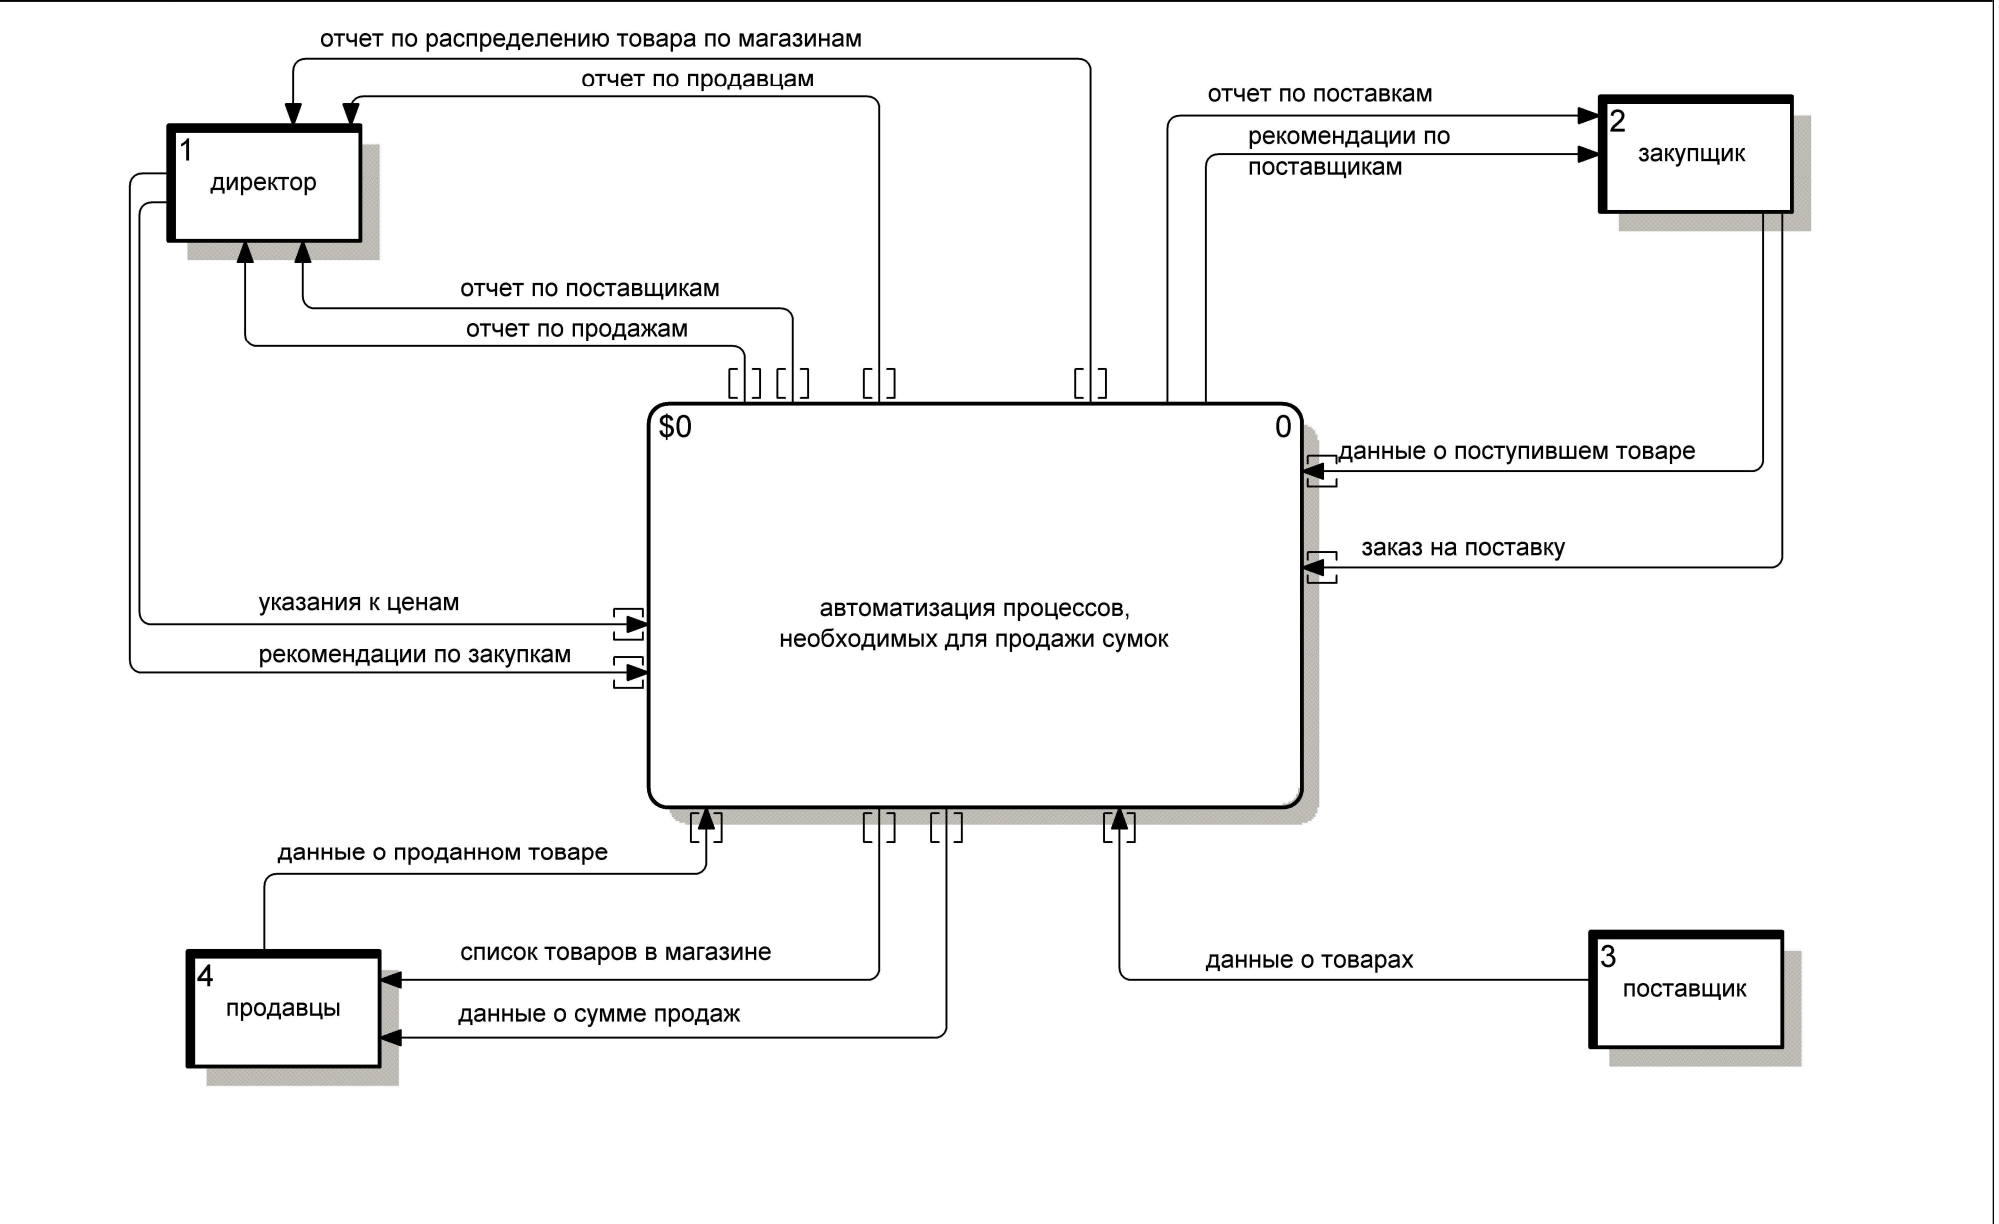 отчет по распределению товара по магазинам
отчет по продавцам
отчет по поставкам
рекомендации по
поставщикам
2
закупщик
1
директор
отчет по поставщикам
отчет по продажам
$0
0
данные о поступившем товаре
заказ на поставку
указания к ценам
рекомендации по закупкам
автоматизация процессов,
необходимых для продажи сумок
данные о проданном товаре
список товаров в магазине
данные о сумме продаж
4
продавцы
данные о товарах
3
поставщик